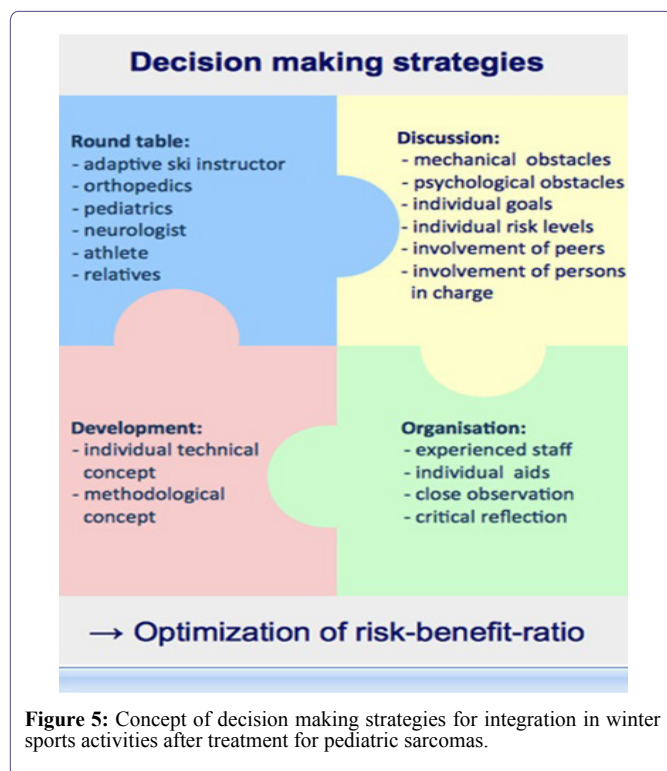 Decision making strategies
Round table:
- adaptive ski instructor
- orthopedics
- pediatrics
- neurologist
- athlete
- relatives
Discussion:
- mechanical obstacles
- psychological obstacles
- individual goals
- individual risk levels
- involvement of peers
- involvement of persons
in charge
Development:
- individual technical
concept
- methodological
concept
Organisation:
- experienced staff
- individual aids
- close observation
- critical reflection
→ Optimization of risk-benefit-ratio
Figure 5: Concept of decision making strategies for integration in winter
sports activities after treatment for pediatric sarcomas.